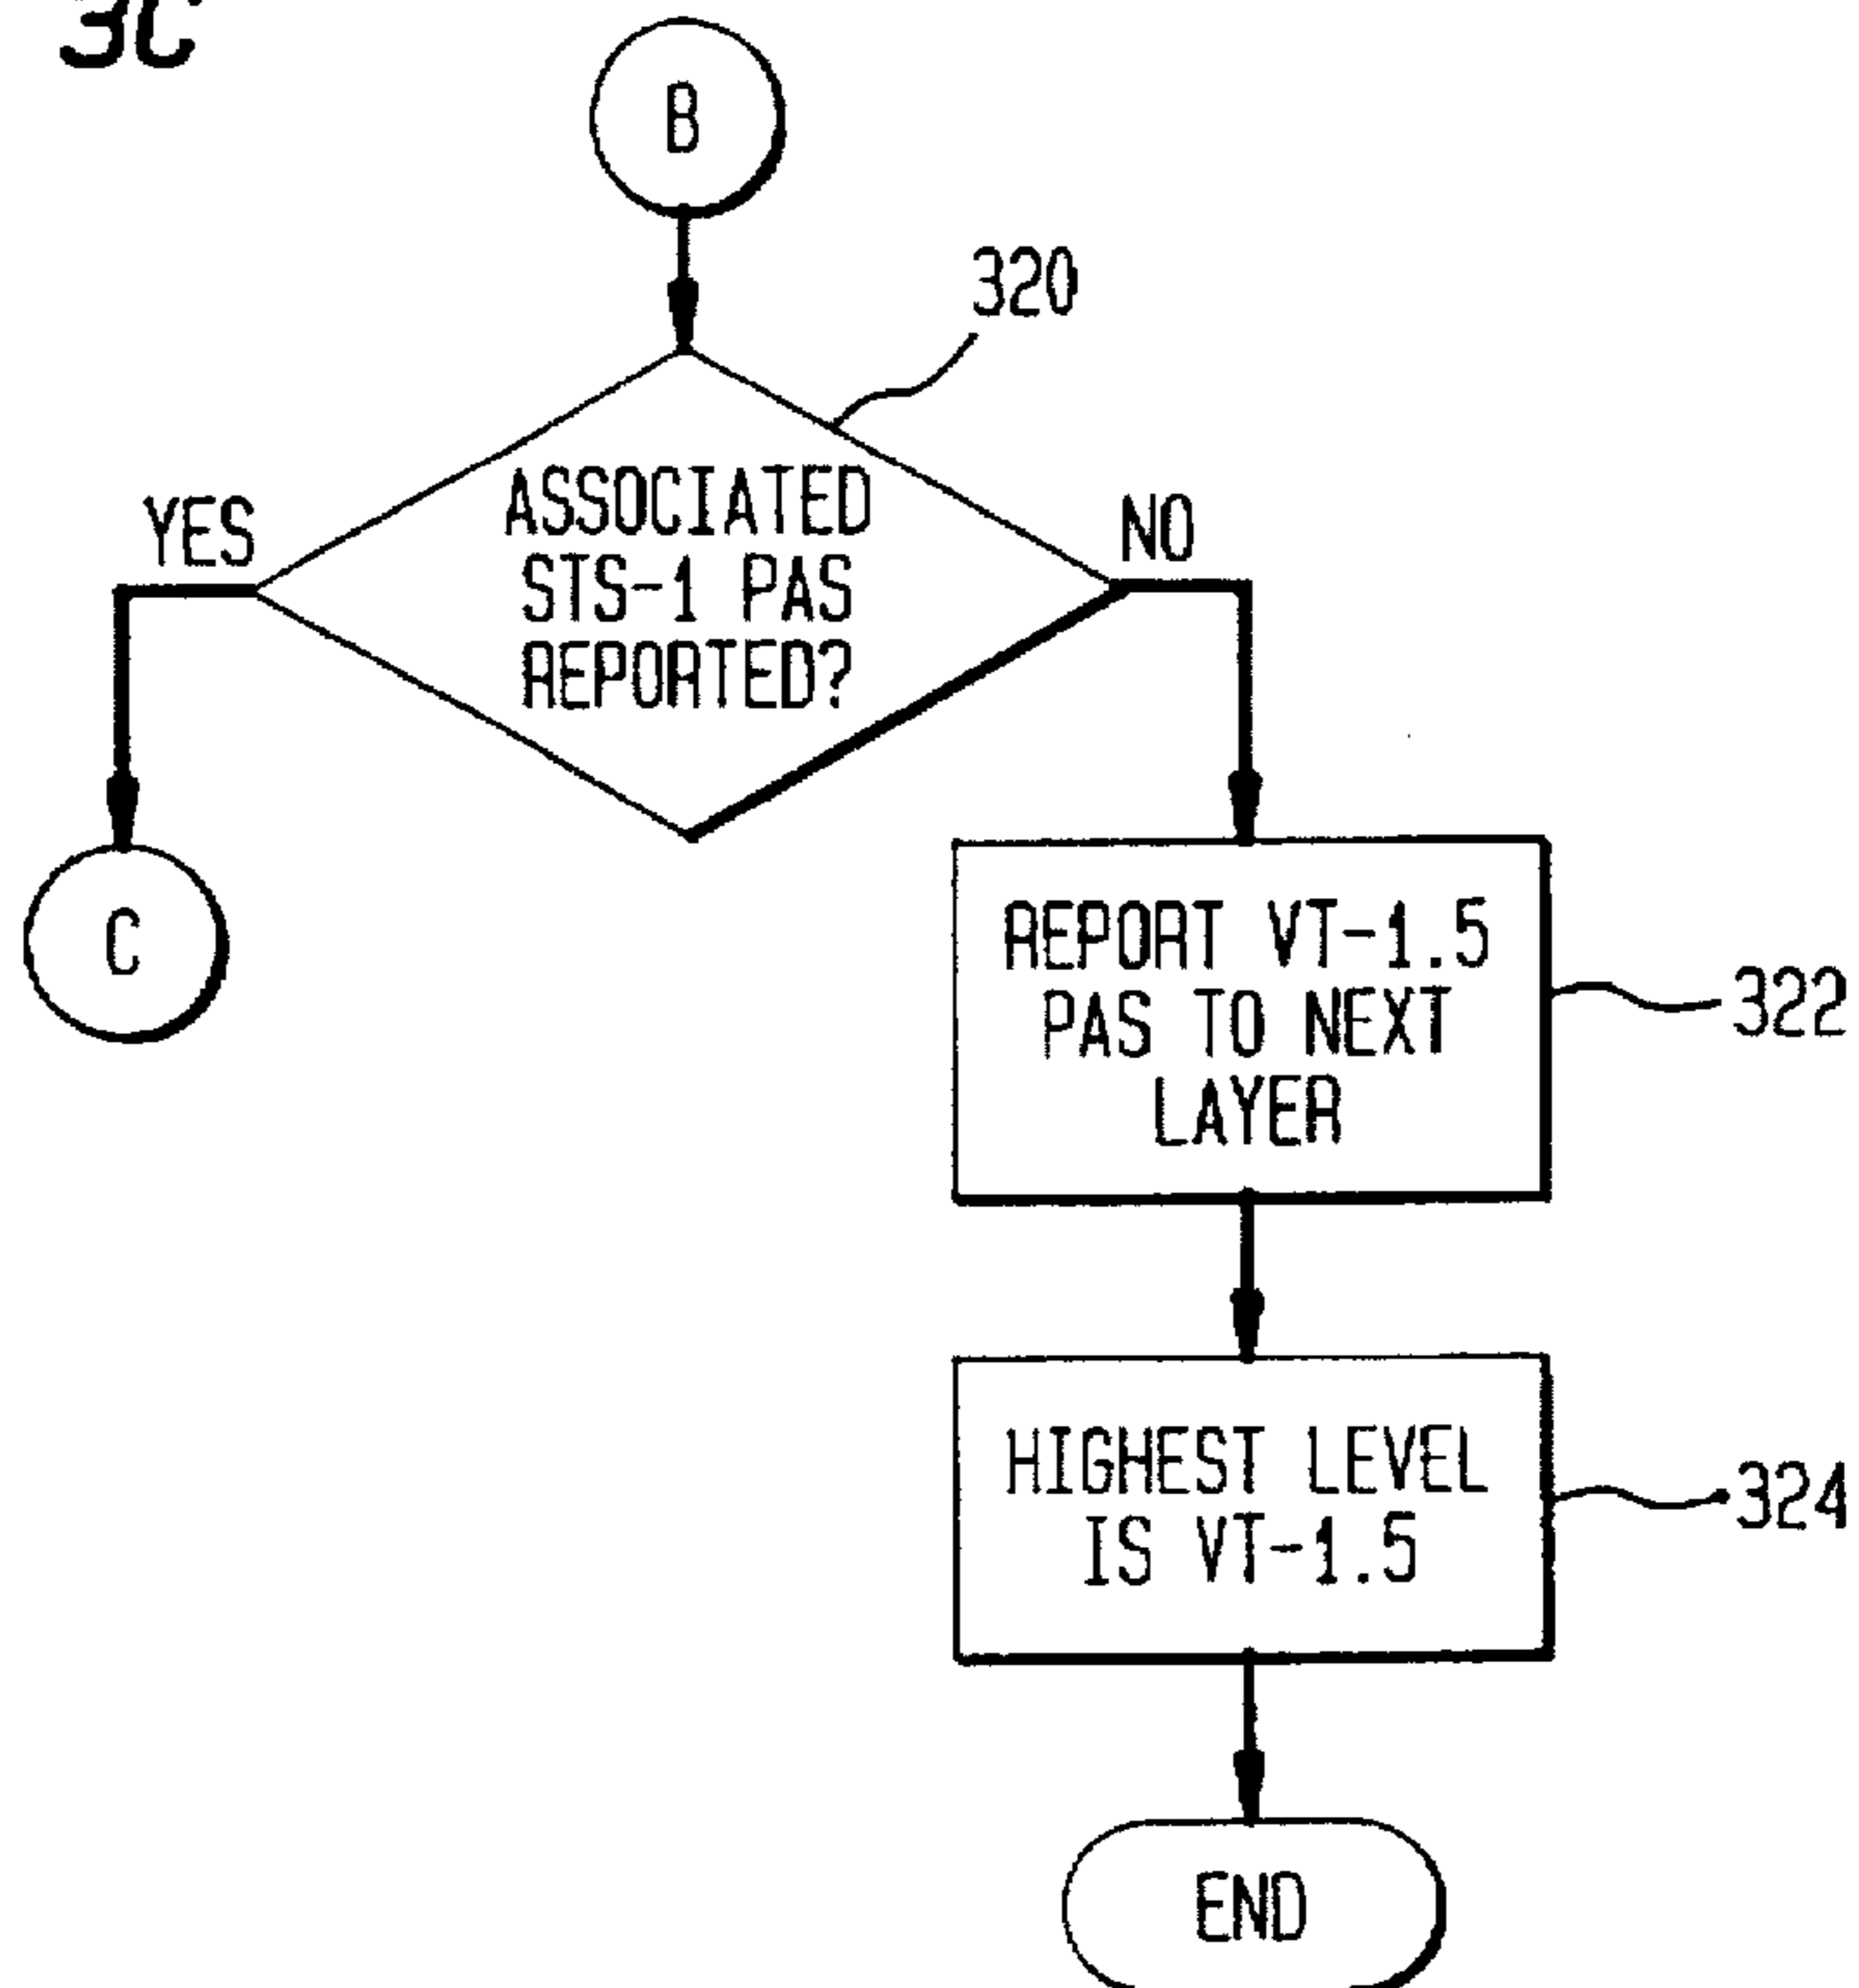 3C
B
320
ASSOCIATED
STS-1 PAS
REPORTED?
YES
NO
C
REPORT VT-1.5
PAS TO NEXT
LAYER
322
HIGHEST LEVEL
IS VT-1.5
324
END